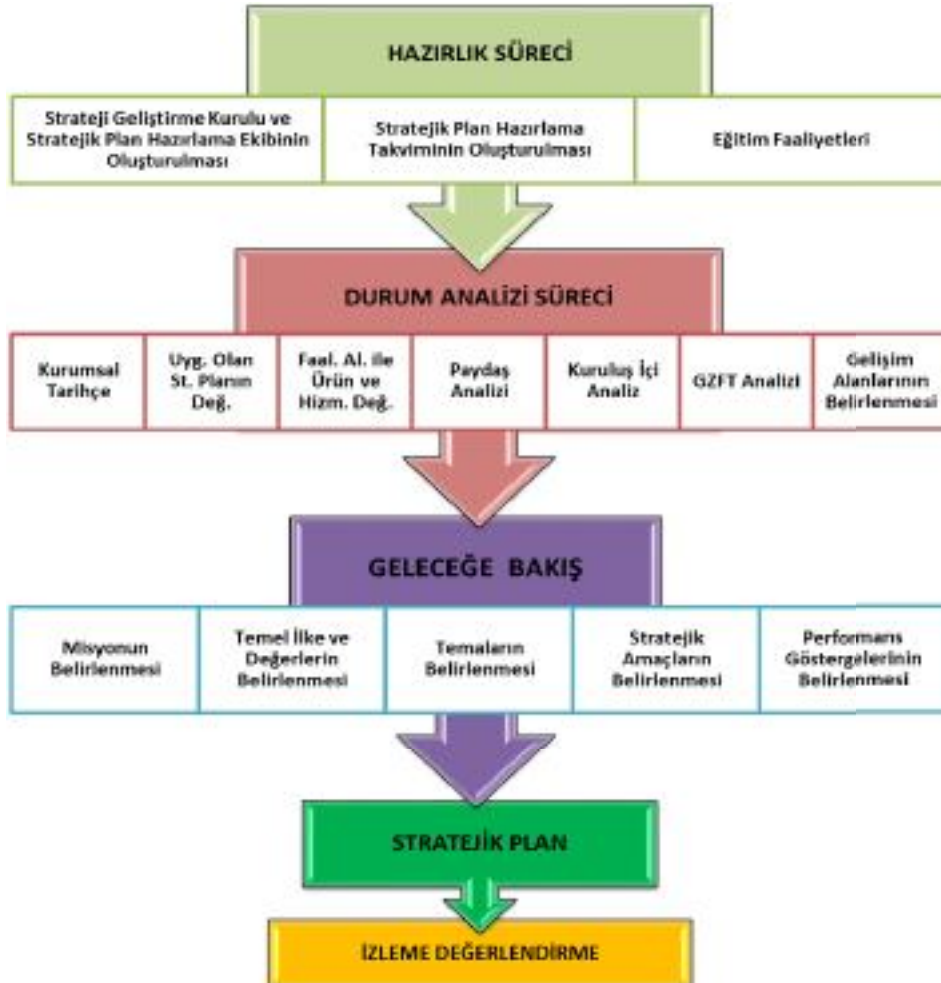 HAZIRLIK SÜRECİ
Strateji Geliştirme Kurulu ve
Stratejik Plan Hazırlama Ekibinin
Oluşturulması
Stratejik Plan Hazırlama
Takviminin Oluşturulması
Eğitim Faaliyetleri
DURUM ANALİZİ SÜRECİ
Kurumsal
Tarihçe
Uyg. Olan
St. Planın
Değ.
Faal. Al. ile
Ürün ve
Hizm. Değ.
Paydaş
Analizi
Kuruluş İçi
Analiz
GZFT Analizi
Gelişim
Alanlarının
Belirlenmesi
GELECEĞE BAKIŞ
Misyonun
Belirlenmesi
Temel İlke ve
Değerlerin
Belirlenmesi
Temaların
Belirlenmesi
Stratejik
Amaçların
Belirlenmesi
Performans
Göstergelerinin
Belirlenmesi
STRATEJİK PLAN
İZLEME DEĞERLENDİRME